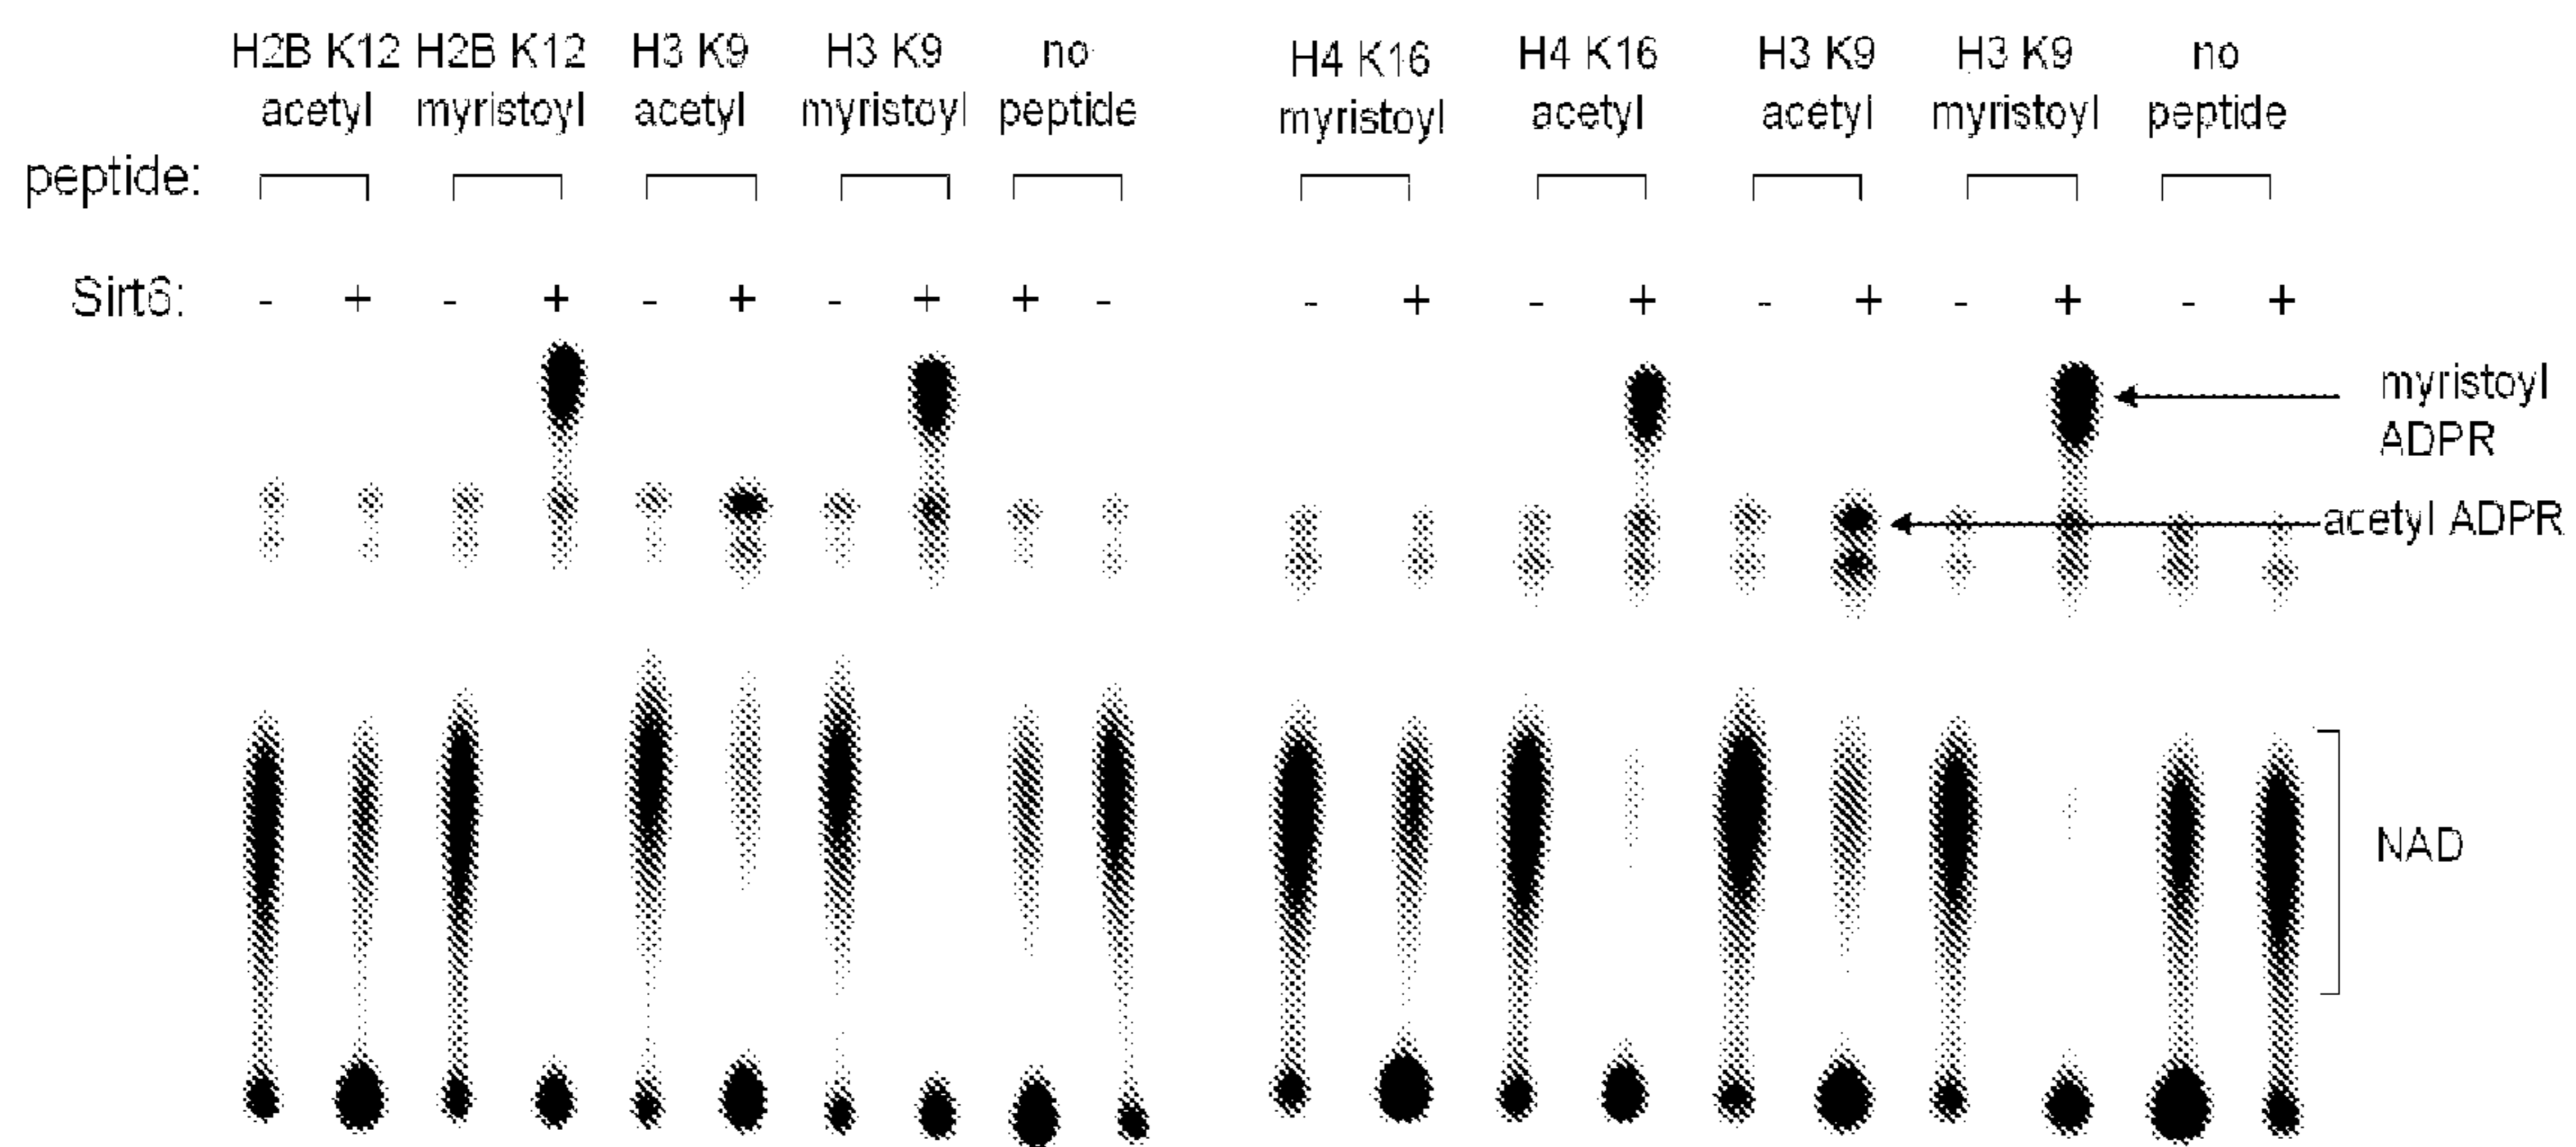 H2B K12 H2B K12 H3 K9 H3 K9 no H4 K16 H4 K16 H3 K9 H3 K9 no
acetyl myristoyl acetyl myristoyl peptide myristoyl acetyl acetyl myristoyl peptide
peptide:
Sirt6: - + - + - + - + + - - + - + - + - + - +
myristoyl
ADPR
acetyl ADPR
NAD